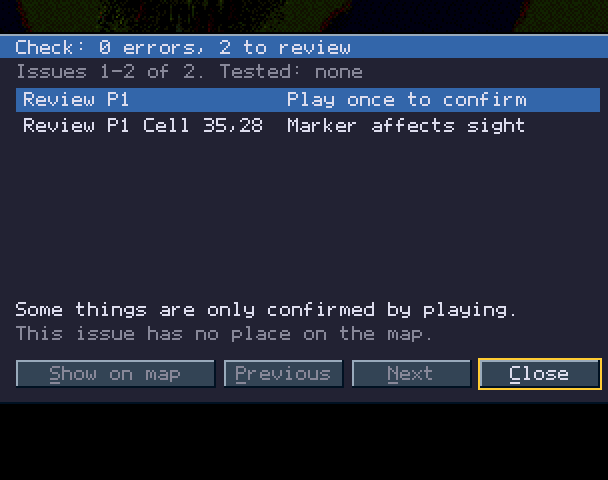 Check: 0 errors, 2 to review
Issues 1-2 of 2. Tested: none
Review P1 Play once to confirm
Review P1 Cell 35,28 Marker affects sight
Some things are only confirmed by playing.
This issue has no place on the map.
Show on map Previous Next Close